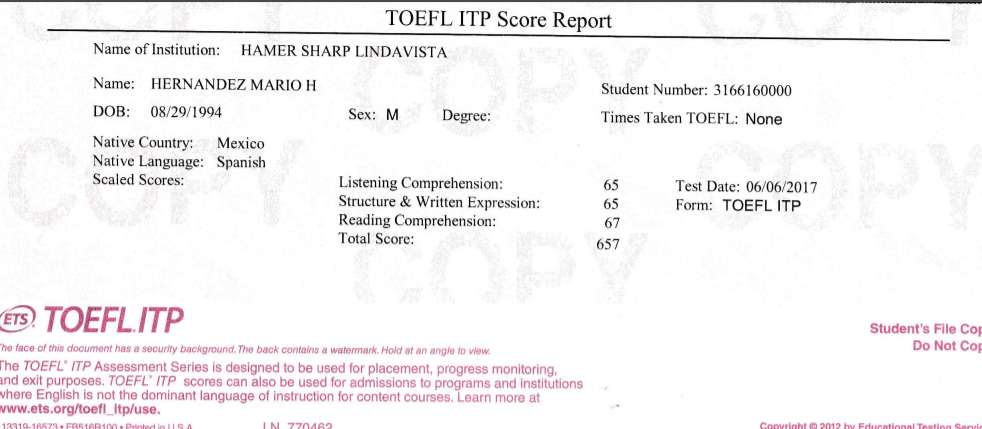 TOEFL ITP Score Report
Name of Institution: HAMER SHARP LINDAVISTA
Name: HERNANDEZ MARIO H
Student Number: 3166160000
DOB: 08/29/1994 Sex: M Degree: Times Taken TOEFL: None
Native Country: Mexico
Native Language: Spanish
Scaled Scores:
Listening Comprehension: 65 Test Date: 06/06/2017
Structure & Written Expression: 65 Form: TOEFL ITP
Reading Comprehension: 67
Total Score: 657
COPY COPY
COPY COPY
COPY
ETS TOEFL ITP
Student's File Cop
Do Not Cop
The face of this document has a security background. The back contains a watermark. Hold at an angle to view.
The TOEFL® ITP Assessment Series is designed to be used for placement, progress monitoring,
and exit purposes. TOEFL® ITP scores can also be used for admissions to programs and institutions
where English is not the dominant language of instruction for content courses. Learn more at
www.ets.org/toefl_itp/use.
13319-16573 • FB516R100 • Printed in U.S.A. I.N. 770462 Copyright © 2012 by Educational Testing Servic